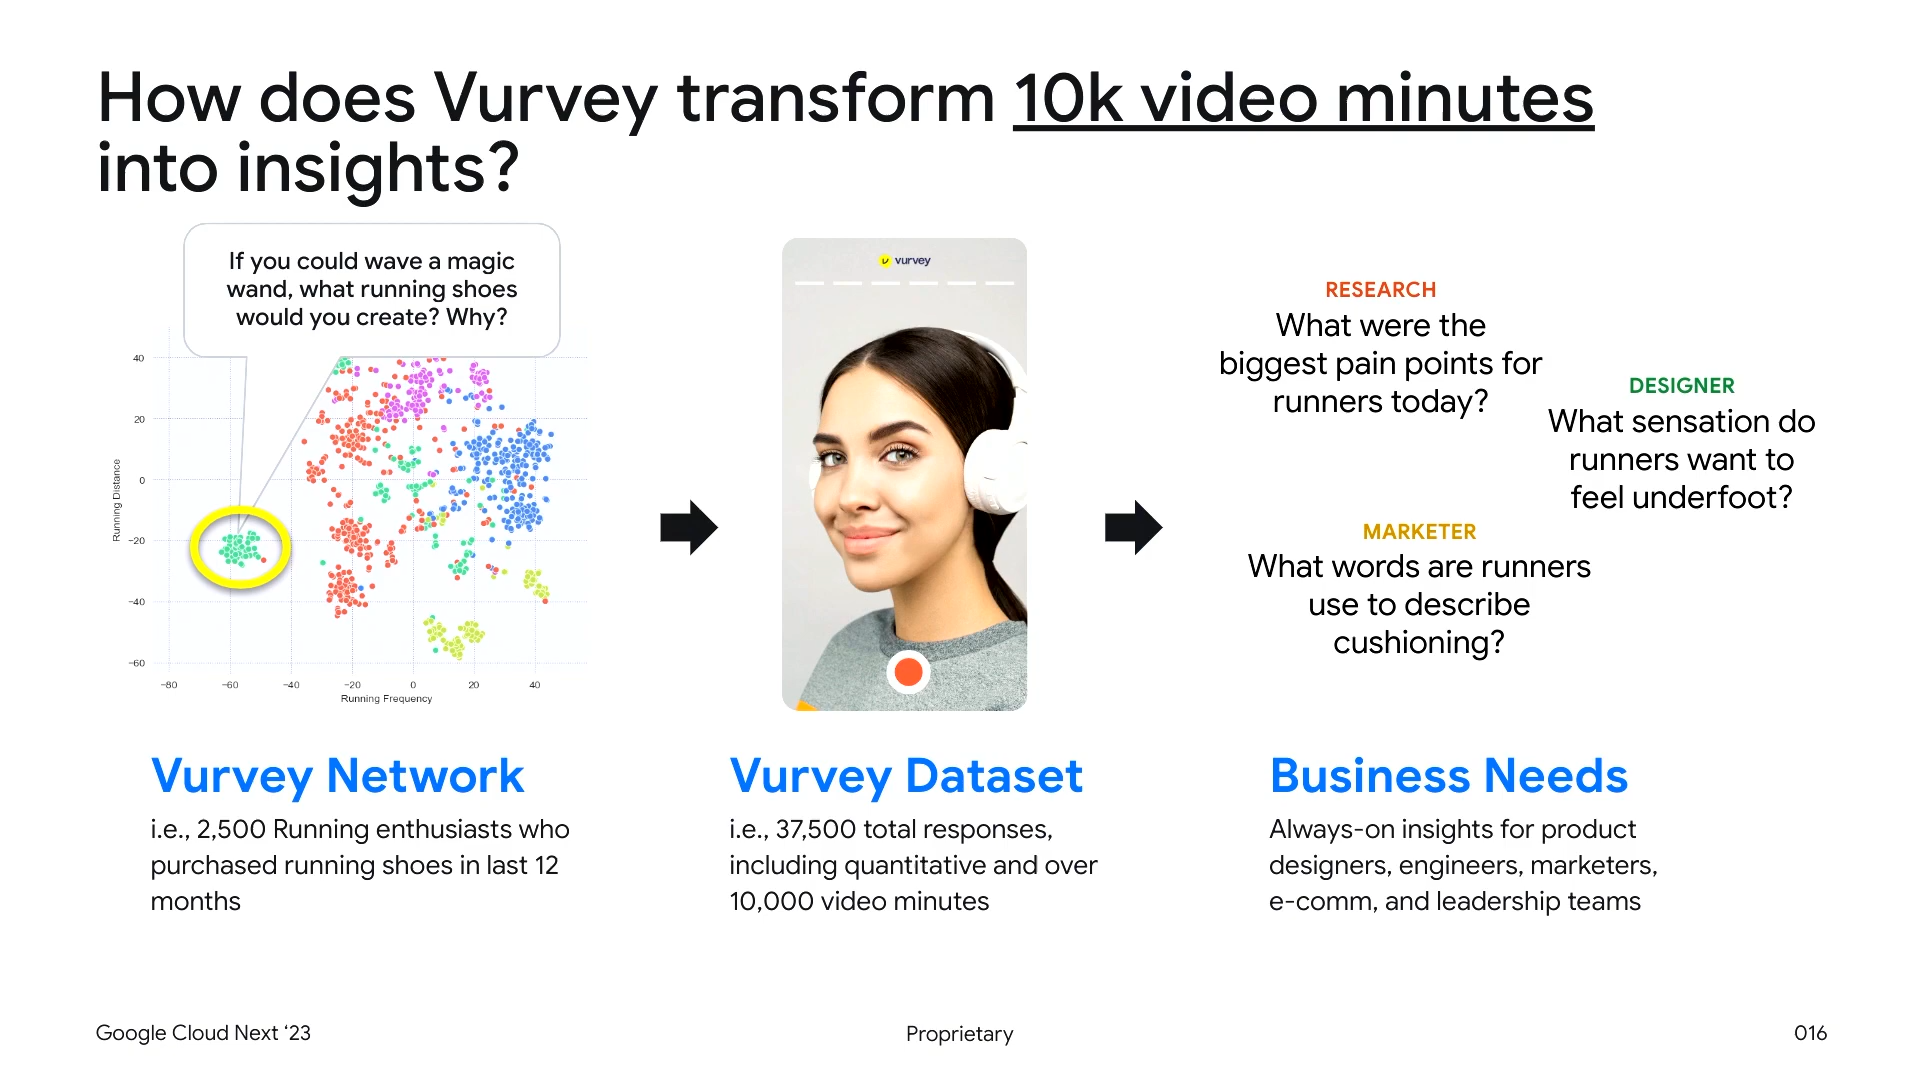 How does Vurvey transform 10k video minutes
into insights?
If you could wave a magic
wand, what running shoes
would you create? Why?
40
20
0
−20
−40
−60
Running Distance
−80
−60
−40
−20
0
20
40
Running Frequency
vurvey
RESEARCH
What were the
biggest pain points for
runners today?
DESIGNER
What sensation do
runners want to
feel underfoot?
MARKETER
What words are runners
use to describe
cushioning?
Vurvey Network
i.e., 2,500 Running enthusiasts who
purchased running shoes in last 12
months
Vurvey Dataset
i.e., 37,500 total responses,
including quantitative and over
10,000 video minutes
Business Needs
Always-on insights for product
designers, engineers, marketers,
e-comm, and leadership teams
Google Cloud Next ‘23
Proprietary
016